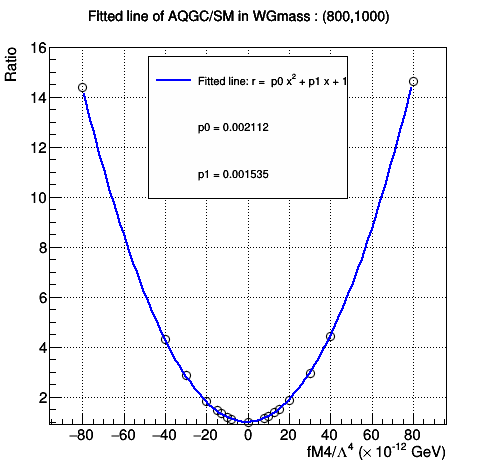 FItted line of AQGC/SM in WGmass : (800,1000)
Ratio
16
14
12
10
8
6
4
2
Fitted line: r = p0 x² + p1 x + 1
p0 = 0.002112
p1 = 0.001535
−80 −60 −40 −20 0 20 40 60 80
fM4/Λ⁴ (× 10⁻¹² GeV)